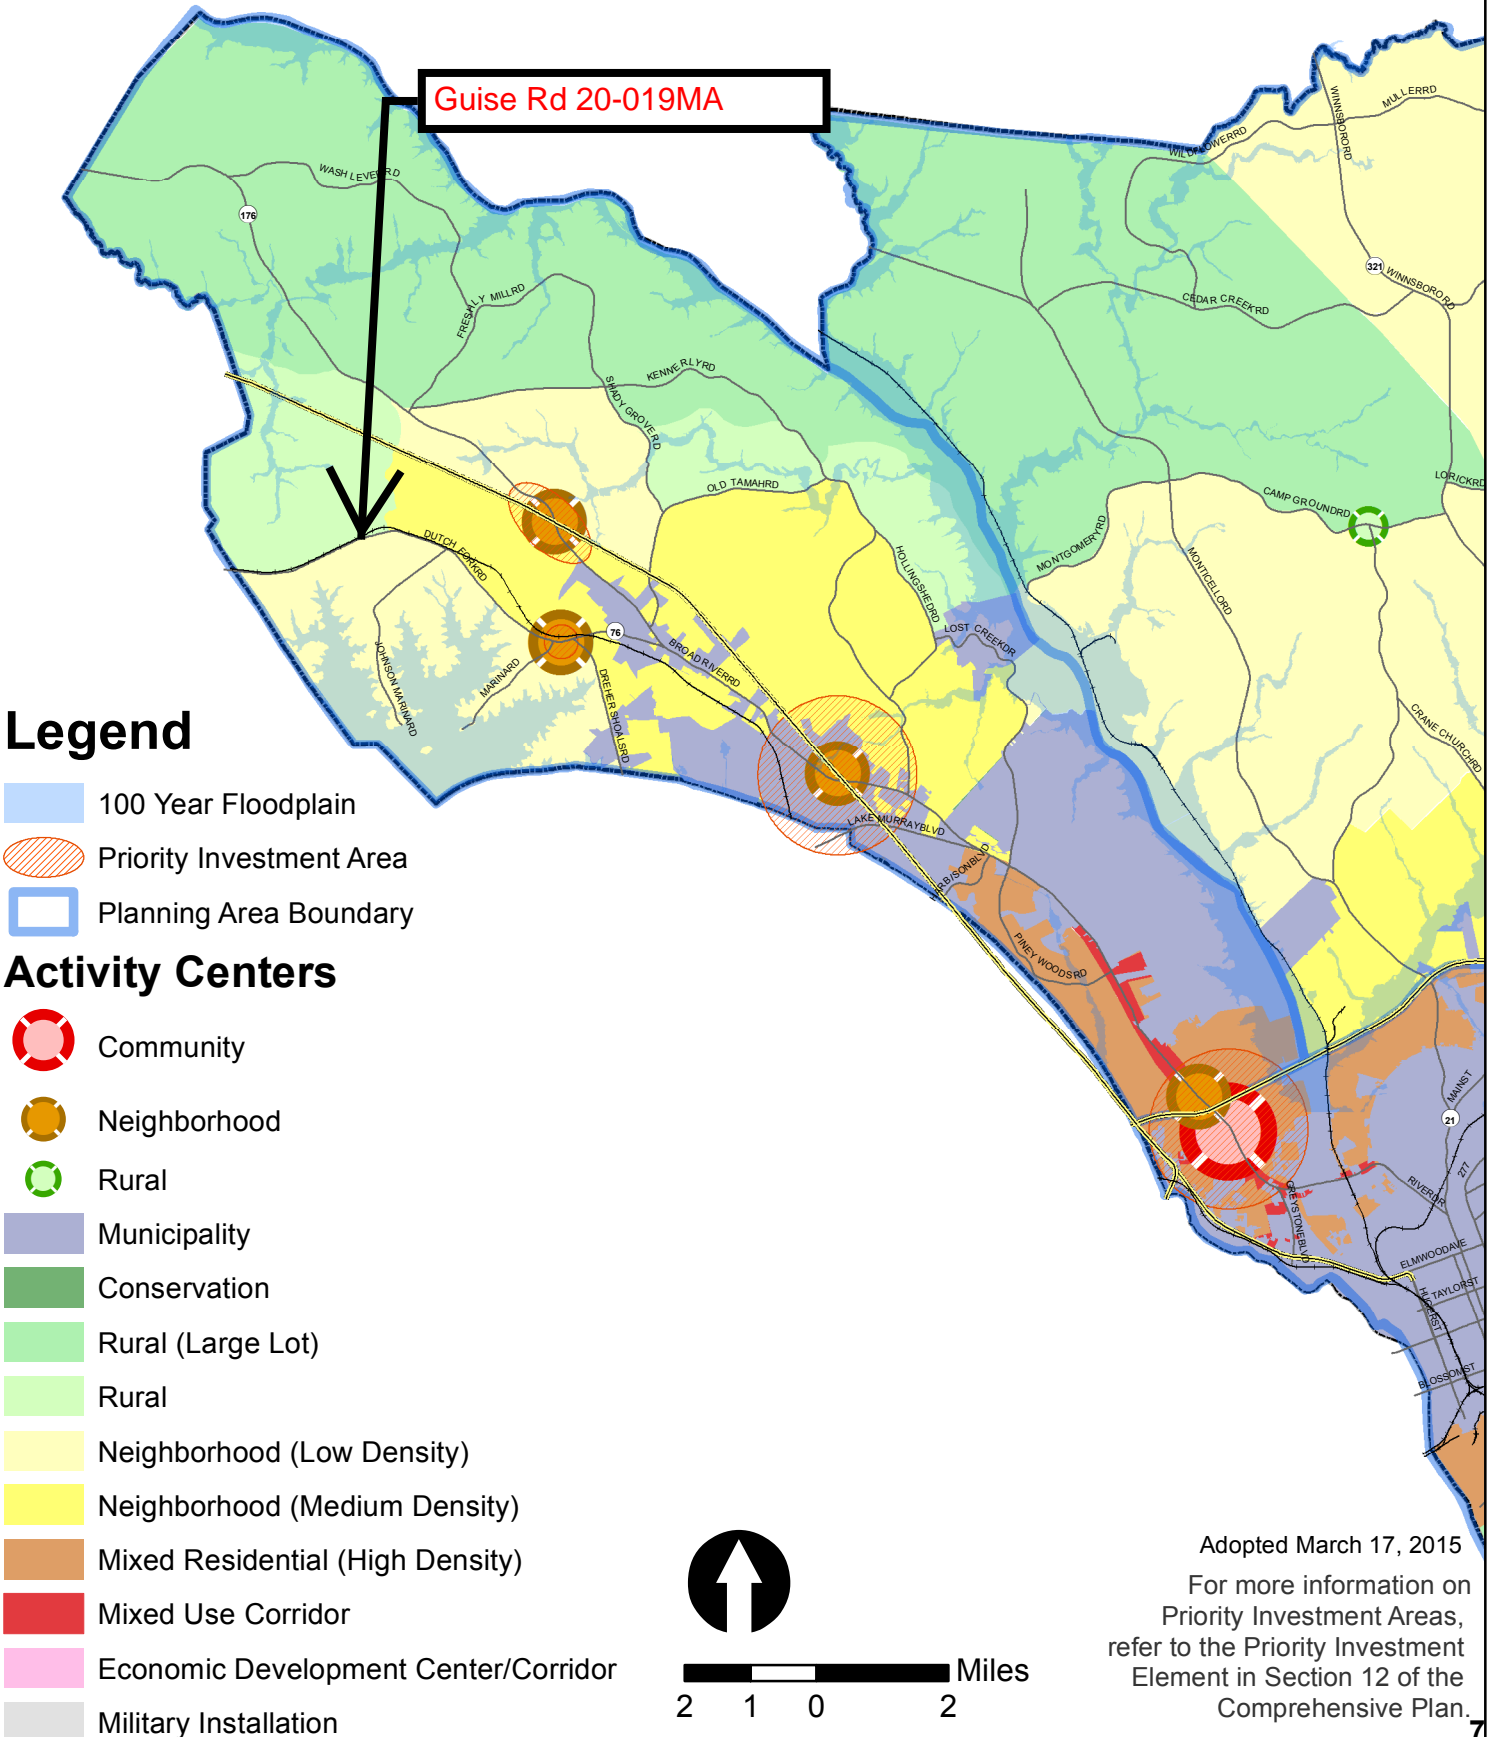 Guise Rd 20-019MA
WINNSBORO RD
MULLER RD
WILDFLOWER RD
WASH LEVER RD
176
321
WINNSBORO RD
FRESHLY MILL RD
CEDAR CREEK RD
KENNERLY RD
SHADY GROVE RD
LORICK RD
OLD TAMAH RD
CAMP GROUND RD
MONTGOMERY RD
DUTCH FORK RD
HOLLINGSHED RD
MONTICELLO RD
76
LOST CREEK DR
BROAD RIVER RD
JOHNSON MARINA RD
MARINA RD
DREHER SHOALS RD
CRANE CHURCH RD
LAKE MURRAY BLVD
HARBISON BLVD
PINEY WOODS RD
MAIN ST
21
277
RIVER DR
GREYSTONE BLVD
ELMWOOD AVE
TAYLOR ST
HUGER ST
BLOSSOM ST
Legend
100 Year Floodplain
Priority Investment Area
Planning Area Boundary
Activity Centers
Community
Neighborhood
Rural
Municipality
Conservation
Rural (Large Lot)
Rural
Neighborhood (Low Density)
Neighborhood (Medium Density)
Mixed Residential (High Density)
Mixed Use Corridor
Economic Development Center/Corridor
Military Installation
Miles
2 1 0 2
Adopted March 17, 2015
For more information on
Priority Investment Areas,
refer to the Priority Investment
Element in Section 12 of the
Comprehensive Plan.
7